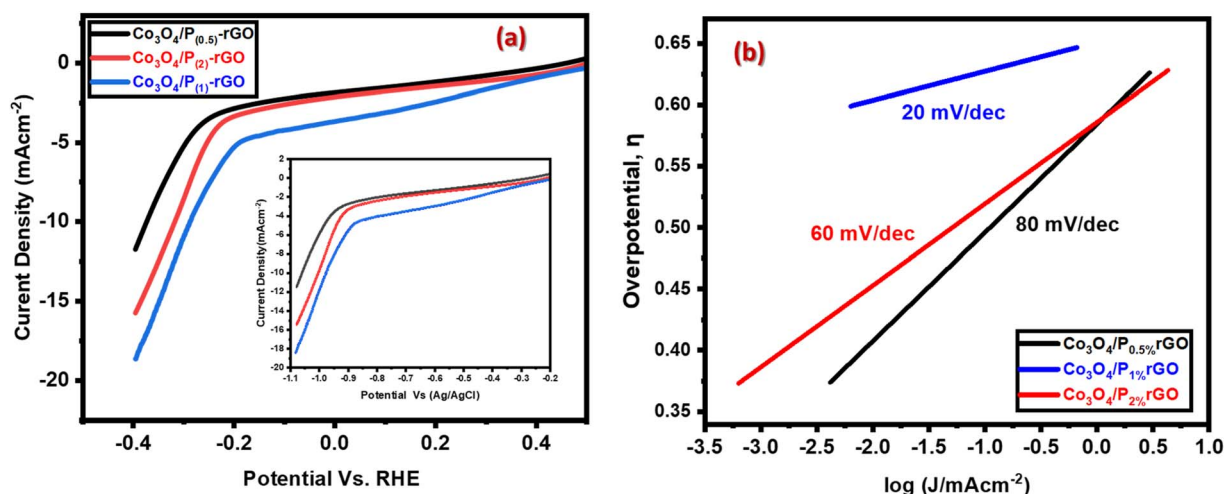 (a)
Co₃O₄/P₍₀.₅₎-rGO
Co₃O₄/P₍₂₎-rGO
Co₃O₄/P₍₁₎-rGO
Current Density (mAcm⁻²)
0
-5
-10
-15
-20
-0.4 -0.2 0.0 0.2 0.4
Potential Vs. RHE
Current Density(mAcm⁻²)
2
0
-2
-4
-6
-8
-10
-12
-14
-16
-18
-20
-1.1 -1.0 -0.9 -0.8 -0.7 -0.6 -0.5 -0.4 -0.3 -0.2
Potential Vs (Ag/AgCl)
(b)
Overpotential, η
0.65
0.60
0.55
0.50
0.45
0.40
0.35
20 mV/dec
60 mV/dec
80 mV/dec
Co₃O₄/P₀.₅%rGO
Co₃O₄/P₁%rGO
Co₃O₄/P₂%rGO
-3.5 -3.0 -2.5 -2.0 -1.5 -1.0 -0.5 0.0 0.5 1.0
log (J/mAcm⁻²)